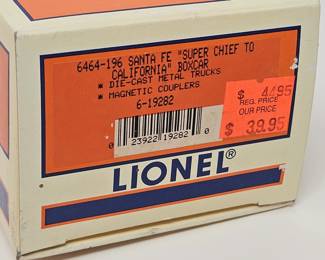 6464-196 SANTA FE "SUPER CHIEF TO
CALIFORNIA" BOXCAR
* DIE-CAST METAL TRUCKS
* MAGNETIC COUPLERS
6-19282
0 23922 19282 0
$ 4495
REG. PRICE
OUR PRICE
$ 39.95
LIONEL®